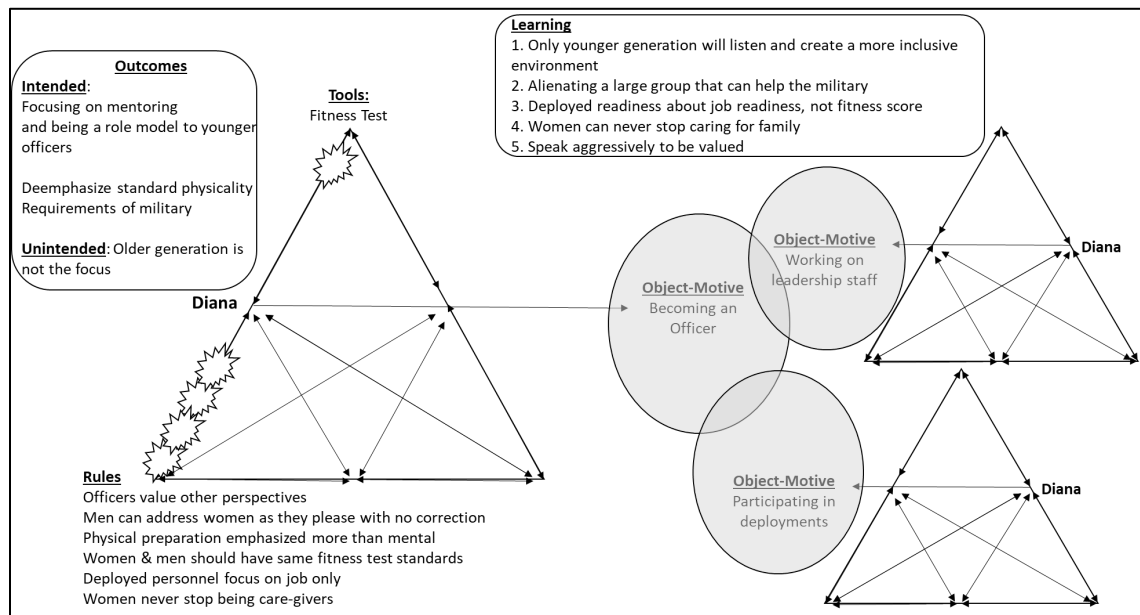 Outcomes
Intended:
Focusing on mentoring
and being a role model to younger
officers
Deemphasize standard physicality
Requirements of military
Unintended: Older generation is
not the focus
Tools:
Fitness Test
Learning
1. Only younger generation will listen and create a more inclusive
environment
2. Alienating a large group that can help the military
3. Deployed readiness about job readiness, not fitness score
4. Women can never stop caring for family
5. Speak aggressively to be valued
Diana
Object-Motive
Becoming an
Officer
Object-Motive
Working on
leadership staff
Diana
Object-Motive
Participating in
deployments
Diana
Rules
Officers value other perspectives
Men can address women as they please with no correction
Physical preparation emphasized more than mental
Women & men should have same fitness test standards
Deployed personnel focus on job only
Women never stop being care-givers